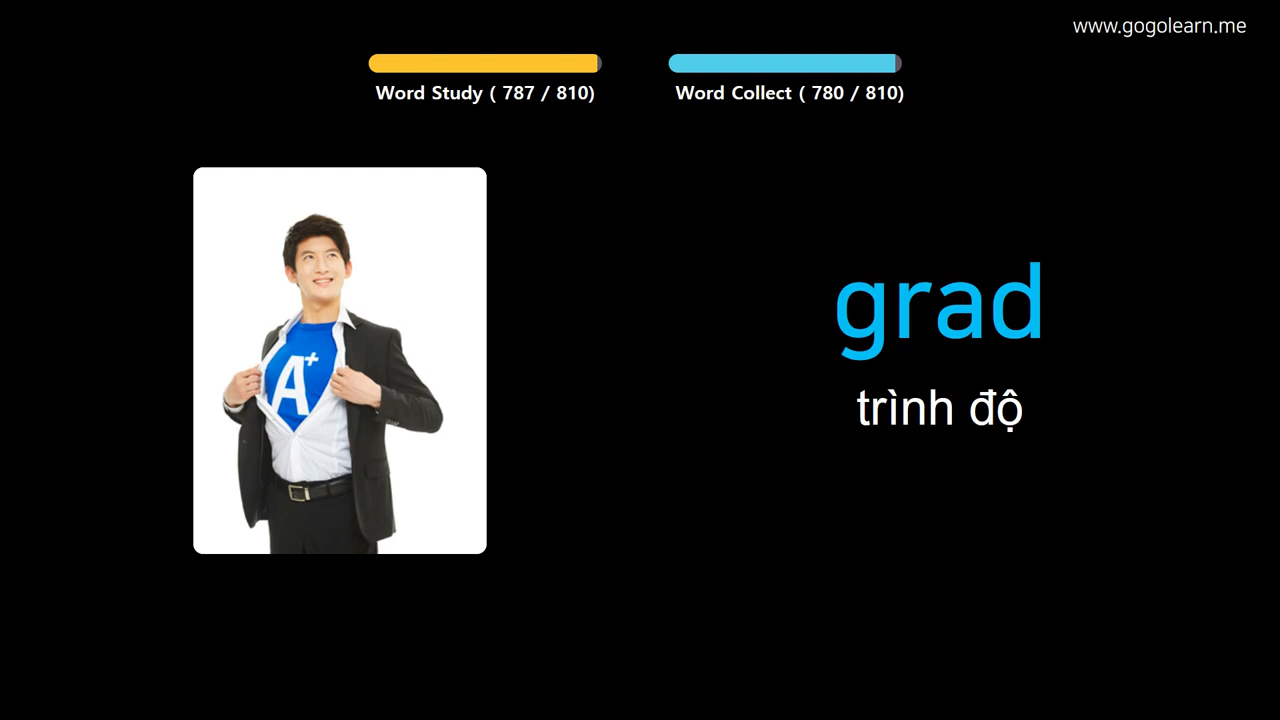 www.gogolearn.me
Word Study ( 787 / 810)
Word Collect ( 780 / 810)
A+
grad
trình độ